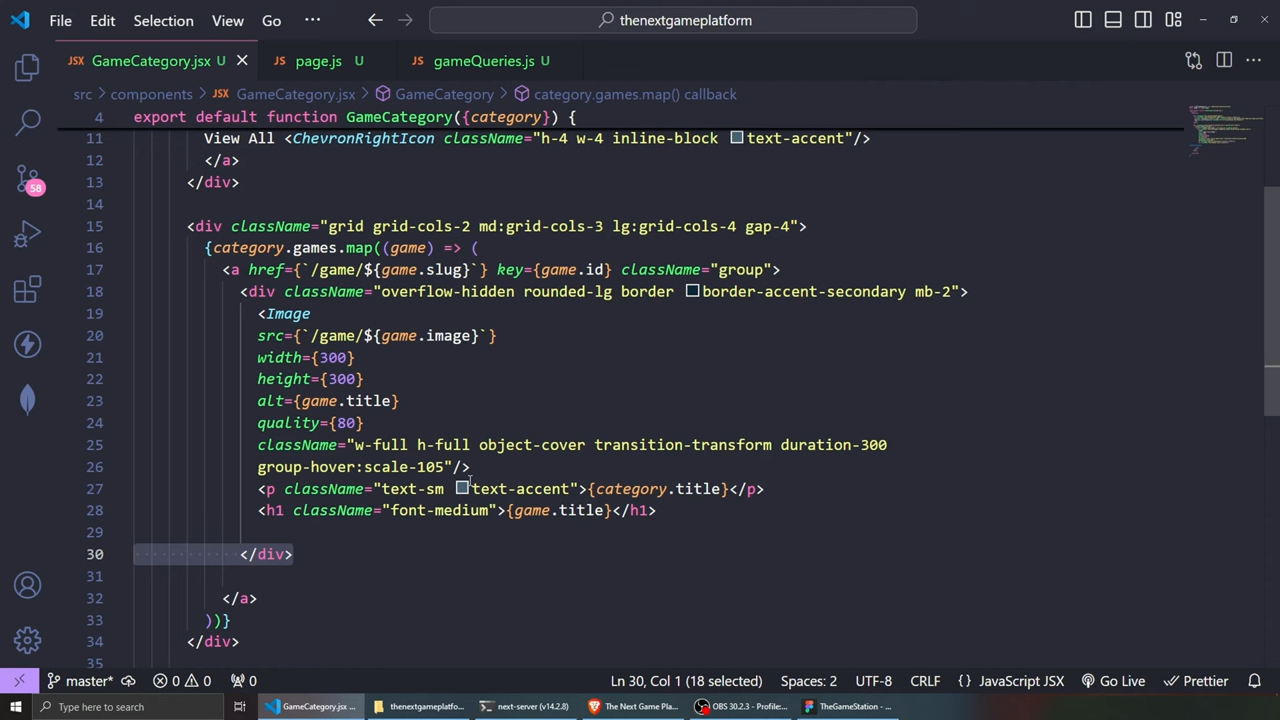 File Edit Selection View Go ··· thenextgameplatform
JSX GameCategory.jsx U JS page.js U JS gameQueries.js U
src > components > JSX GameCategory.jsx > GameCategory > category.games.map() callback
4 export default function GameCategory({category}) {
11 View All <ChevronRightIcon className="h-4 w-4 inline-block text-accent"/>
12 </a>
13 </div>
14
15 <div className="grid grid-cols-2 md:grid-cols-3 lg:grid-cols-4 gap-4">
16 {category.games.map((game) => (
17 <a href={`/game/${game.slug}`} key={game.id} className="group">
18 <div className="overflow-hidden rounded-lg border border-accent-secondary mb-2">
19 <Image
20 src={`/game/${game.image}`}
21 width={300}
22 height={300}
23 alt={game.title}
24 quality={80}
25 className="w-full h-full object-cover transition-transform duration-300
26 group-hover:scale-105"/>
27 <p className="text-sm text-accent">{category.title}</p>
28 <h1 className="font-medium">{game.title}</h1>
29
30 </div>
31
32 </a>
33 ))}
34 </div>
35
58
master* 0 0 0 Ln 30, Col 1 (18 selected) Spaces: 2 UTF-8 CRLF {} JavaScript JSX Go Live Prettier
Type here to search GameCategory.jsx ... thenextgameplatfo... next-server (v14.2.8) The Next Game Pla... OBS 30.2.3 - Profile:... TheGameStation - ...